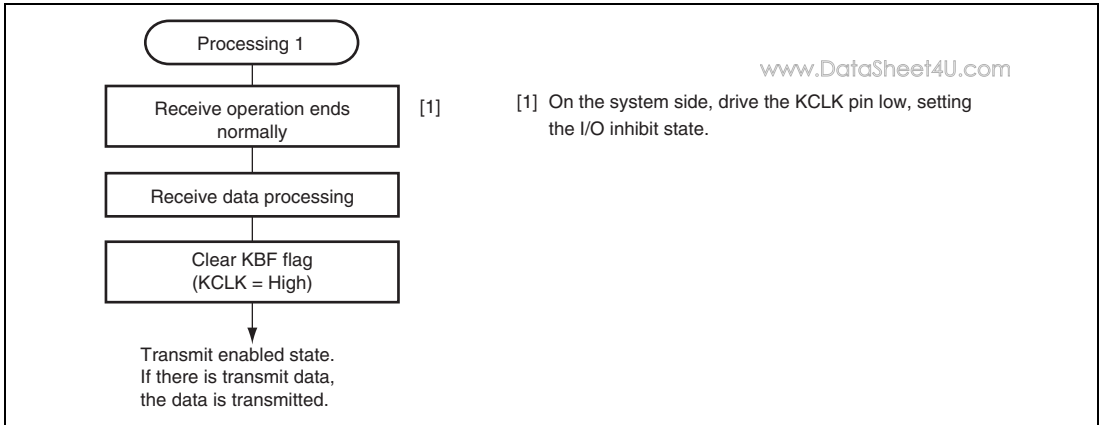 Processing 1
www.DataSheet4U.com
Receive operation ends
normally
[1]
[1] On the system side, drive the KCLK pin low, setting
the I/O inhibit state.
Receive data processing
Clear KBF flag
(KCLK = High)
Transmit enabled state.
If there is transmit data,
the data is transmitted.